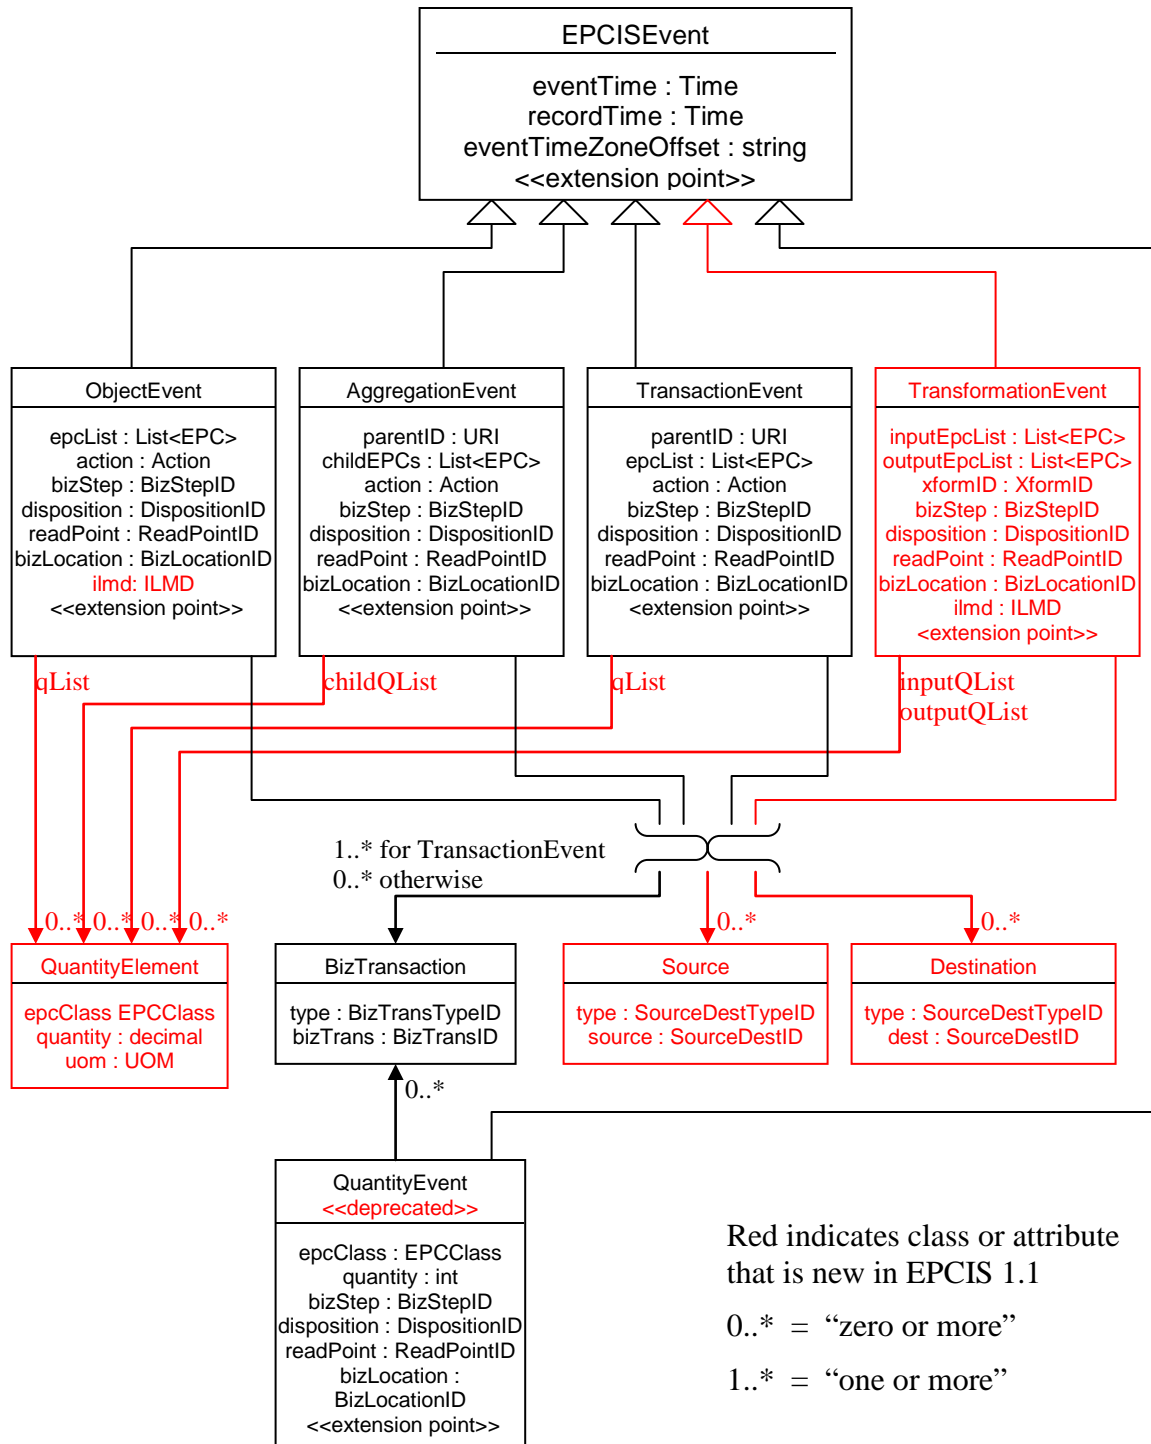 EPCISEvent
eventTime : Time
recordTime : Time
eventTimeZoneOffset : string
<<extension point>>
ObjectEvent
epcList : List<EPC>
action : Action
bizStep : BizStepID
disposition : DispositionID
readPoint : ReadPointID
bizLocation : BizLocationID
ilmd: ILMD
<<extension point>>
AggregationEvent
parentID : URI
childEPCs : List<EPC>
action : Action
bizStep : BizStepID
disposition : DispositionID
readPoint : ReadPointID
bizLocation : BizLocationID
<<extension point>>
TransactionEvent
parentID : URI
epcList : List<EPC>
action : Action
bizStep : BizStepID
disposition : DispositionID
readPoint : ReadPointID
bizLocation : BizLocationID
<extension point>>
TransformationEvent
inputEpcList : List<EPC>
outputEpcList : List<EPC>
xformID : XformID
bizStep : BizStepID
disposition : DispositionID
readPoint : ReadPointID
bizLocation : BizLocationID
ilmd : ILMD
<extension point>>
qList
childQList
qList
inputQList
outputQList
1..* for TransactionEvent
0..* otherwise
0..* 0..* 0..* 0..*
0..*
0..*
QuantityElement
epcClass EPCClass
quantity : decimal
uom : UOM
BizTransaction
type : BizTransTypeID
bizTrans : BizTransID
Source
type : SourceDestTypeID
source : SourceDestID
Destination
type : SourceDestTypeID
dest : SourceDestID
0..*
QuantityEvent
<<deprecated>>
epcClass : EPCClass
quantity : int
bizStep : BizStepID
disposition : DispositionID
readPoint : ReadPointID
bizLocation :
BizLocationID
<<extension point>>
Red indicates class or attribute
that is new in EPCIS 1.1
0..* = “zero or more”
1..* = “one or more”